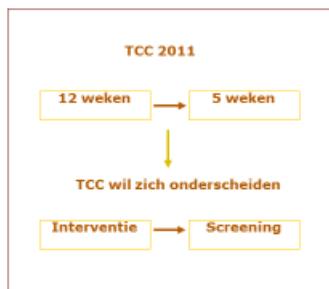 TCC 2011
12 weken 5 weken
TCC wil zich onderscheiden
Interventie Screening